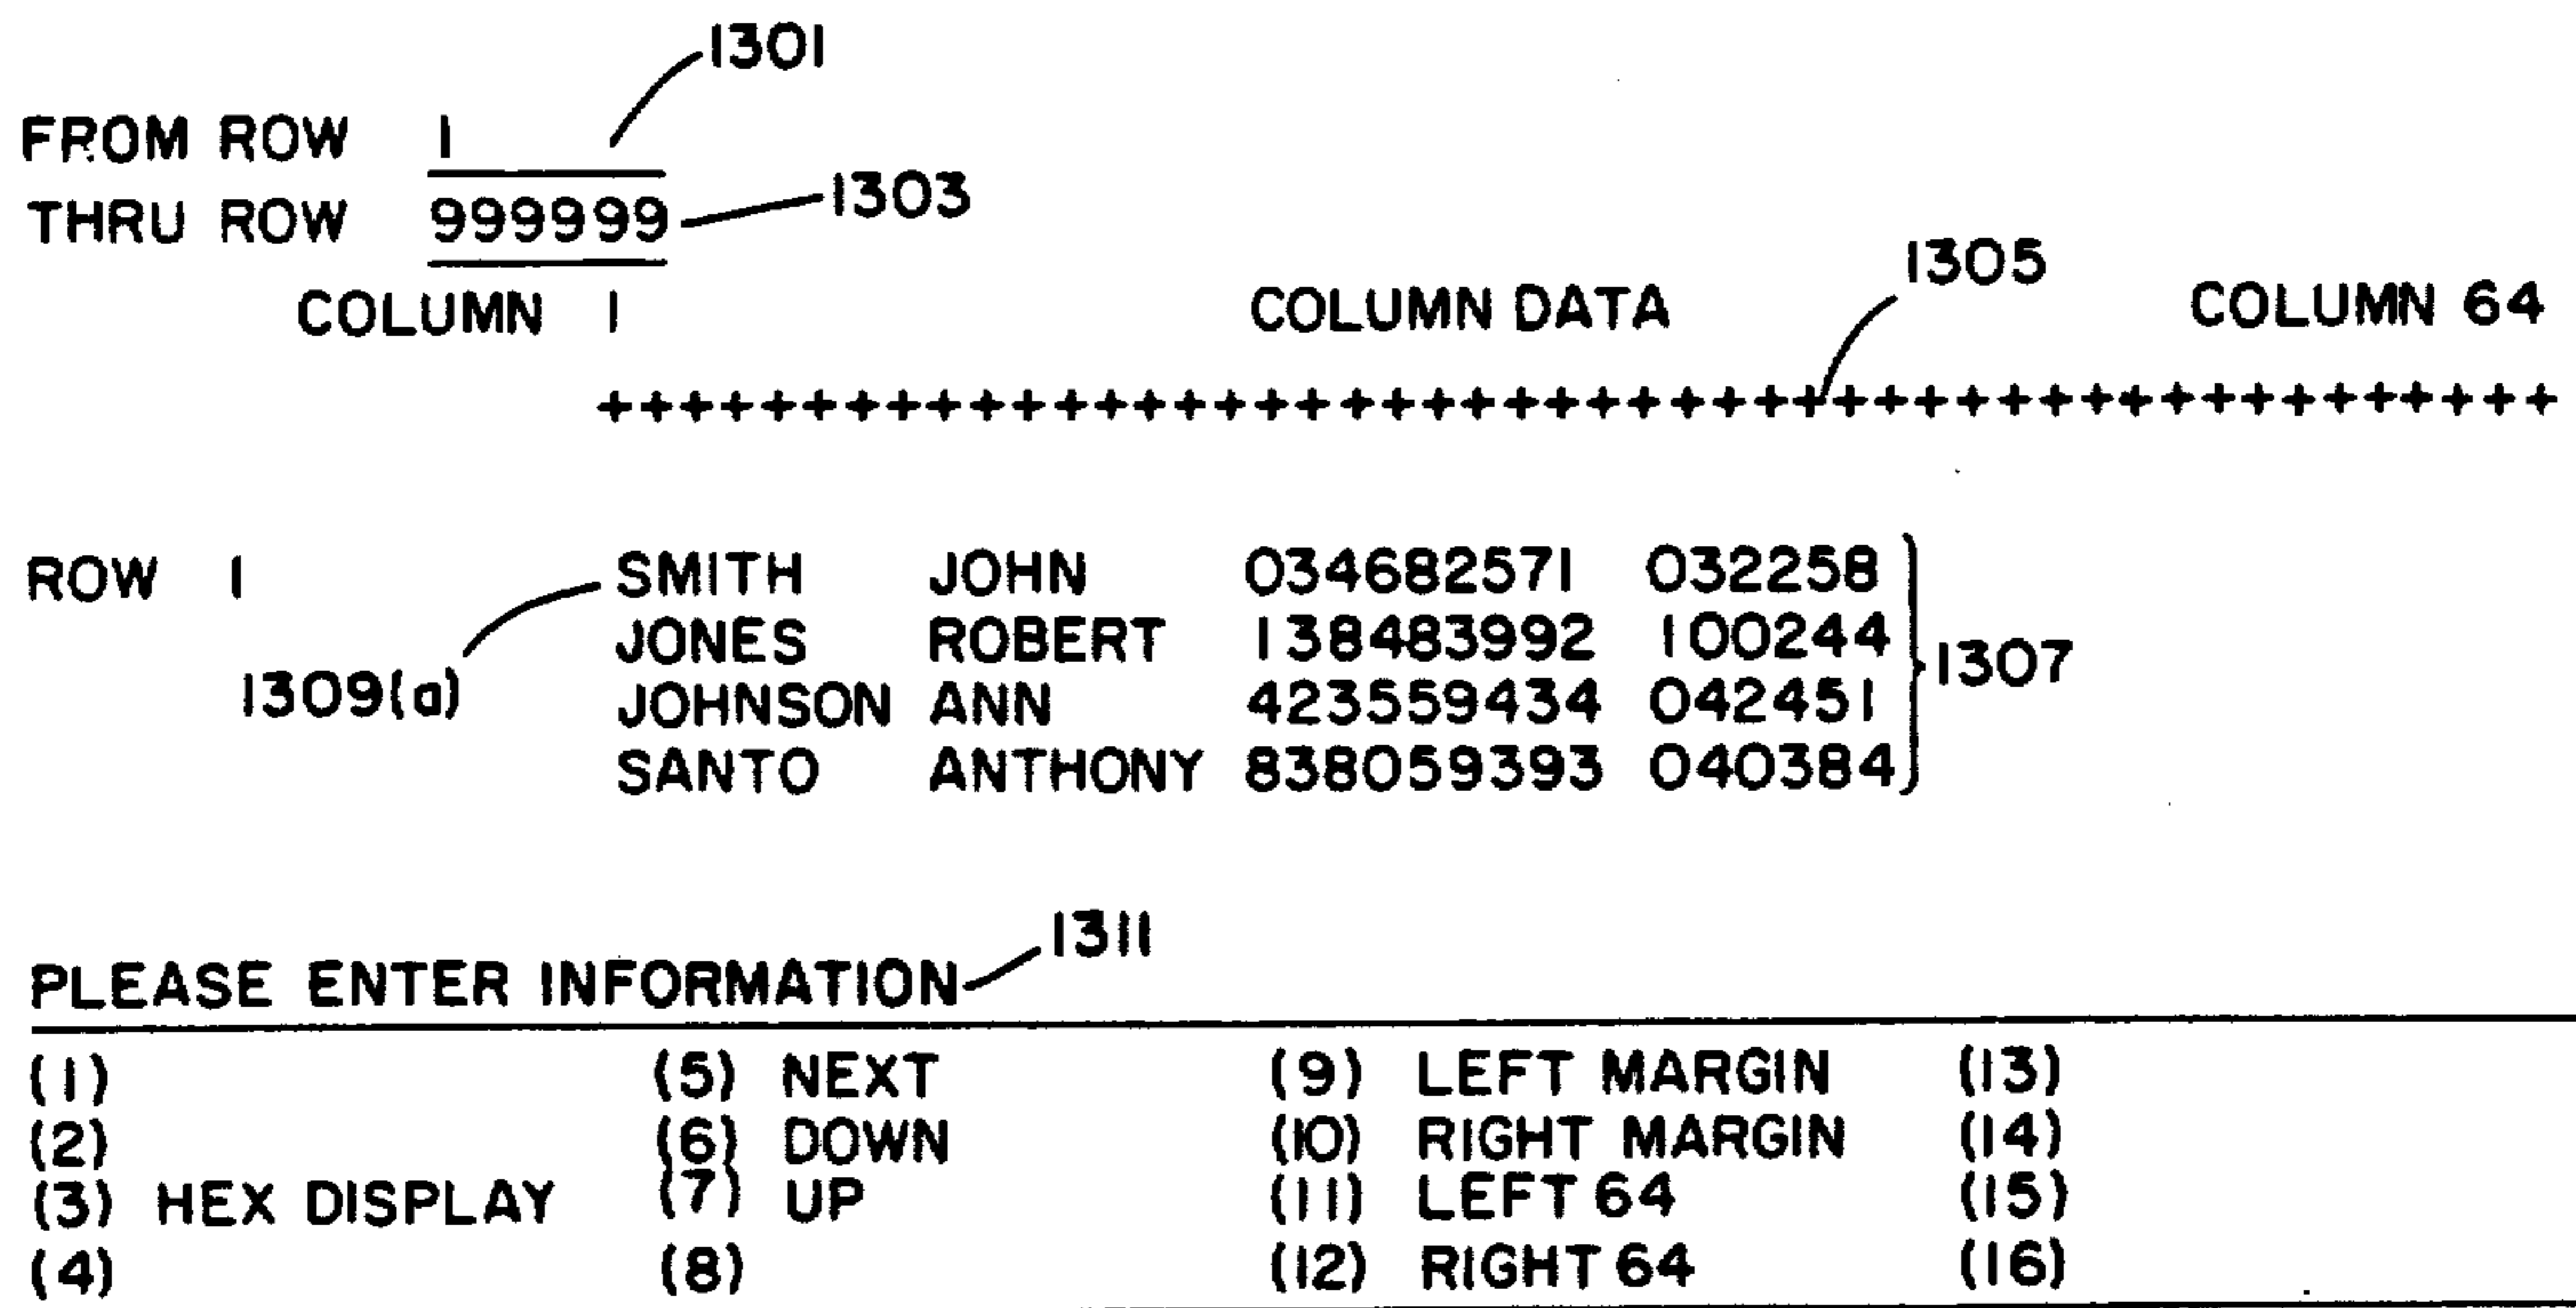 1301
FROM ROW 1
THRU ROW 999999 1303
COLUMN 1 COLUMN DATA 1305 COLUMN 64
++++++++++++++++++++++++++++++++++++++++++++++++
ROW 1 SMITH JOHN 034682571 032258
JONES ROBERT 138483992 100244 1307
1309(a) JOHNSON ANN 423559434 042451
SANTO ANTHONY 838059393 040384
PLEASE ENTER INFORMATION 1311
(1) (5) NEXT (9) LEFT MARGIN (13)
(2) (6) DOWN (10) RIGHT MARGIN (14)
(3) HEX DISPLAY (7) UP (11) LEFT 64 (15)
(4) (8) (12) RIGHT 64 (16)